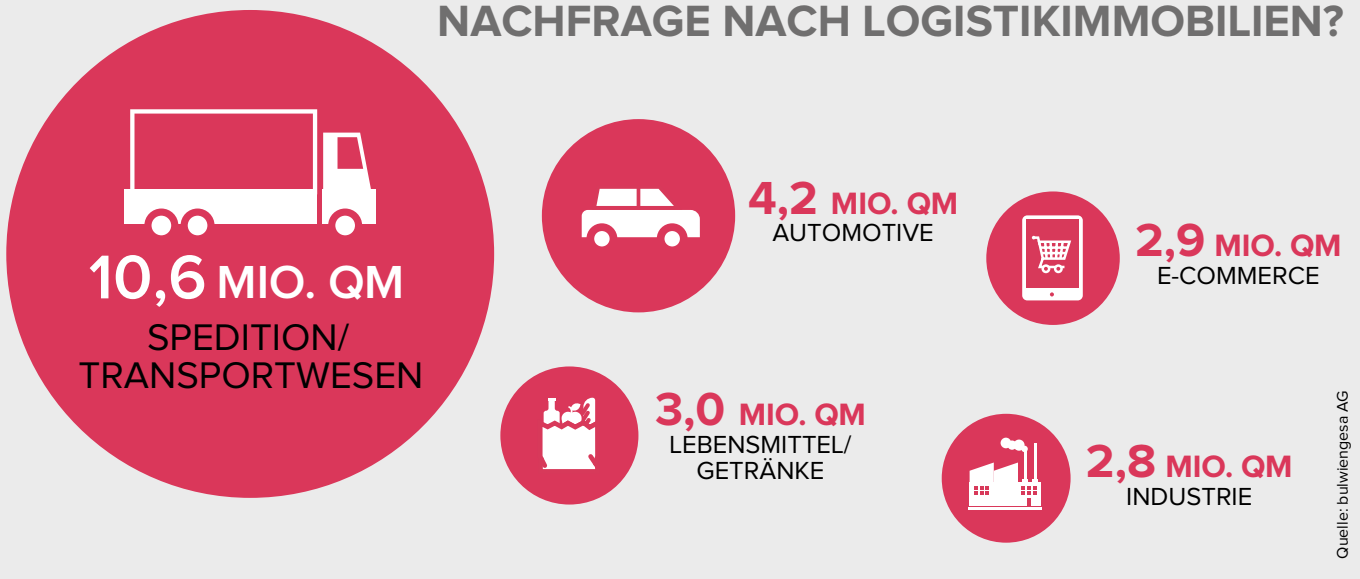 NACHFRAGE NACH LOGISTIKIMMOBILIEN?
10,6 MIO. QM
SPEDITION/
TRANSPORTWESEN
4,2 MIO. QM
AUTOMOTIVE
2,9 MIO. QM
E-COMMERCE
3,0 MIO. QM
LEBENSMITTEL/
GETRÄNKE
2,8 MIO. QM
INDUSTRIE
Quelle: bulwiengesa AG